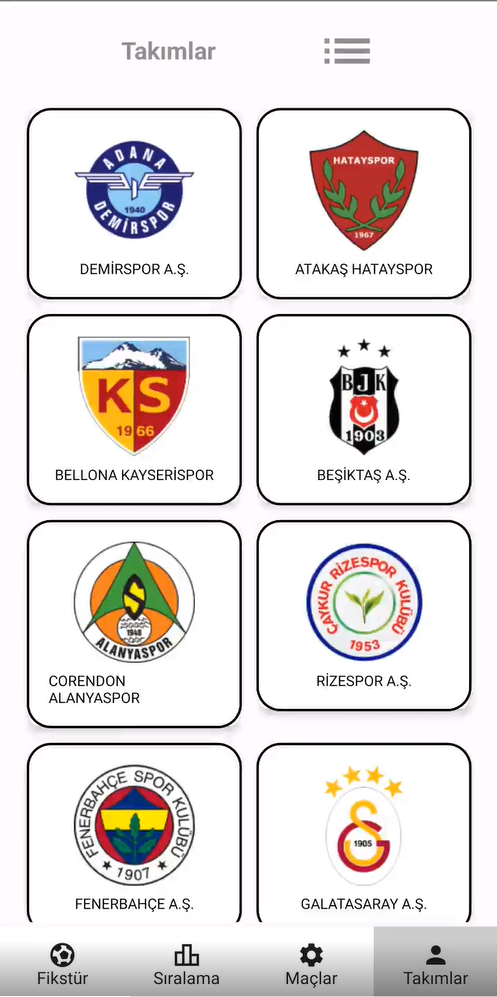 Takımlar
ADANA
1940
DEMİRSPOR
DEMİRSPOR A.Ş.
HATAYSPOR
1967
ATAKAŞ HATAYSPOR
KS
1966
BELLONA KAYSERİSPOR
BJK
1903
BEŞİKTAŞ A.Ş.
1948
ALANYASPOR
CORENDON
ALANYASPOR
ÇAYKUR RİZESPOR KULÜBÜ
1953
RİZESPOR A.Ş.
FENERBAHÇE SPOR KULÜBÜ
1907
FENERBAHÇE A.Ş.
1905
GALATASARAY A.Ş.
Fikstür
Sıralama
Maçlar
Takımlar